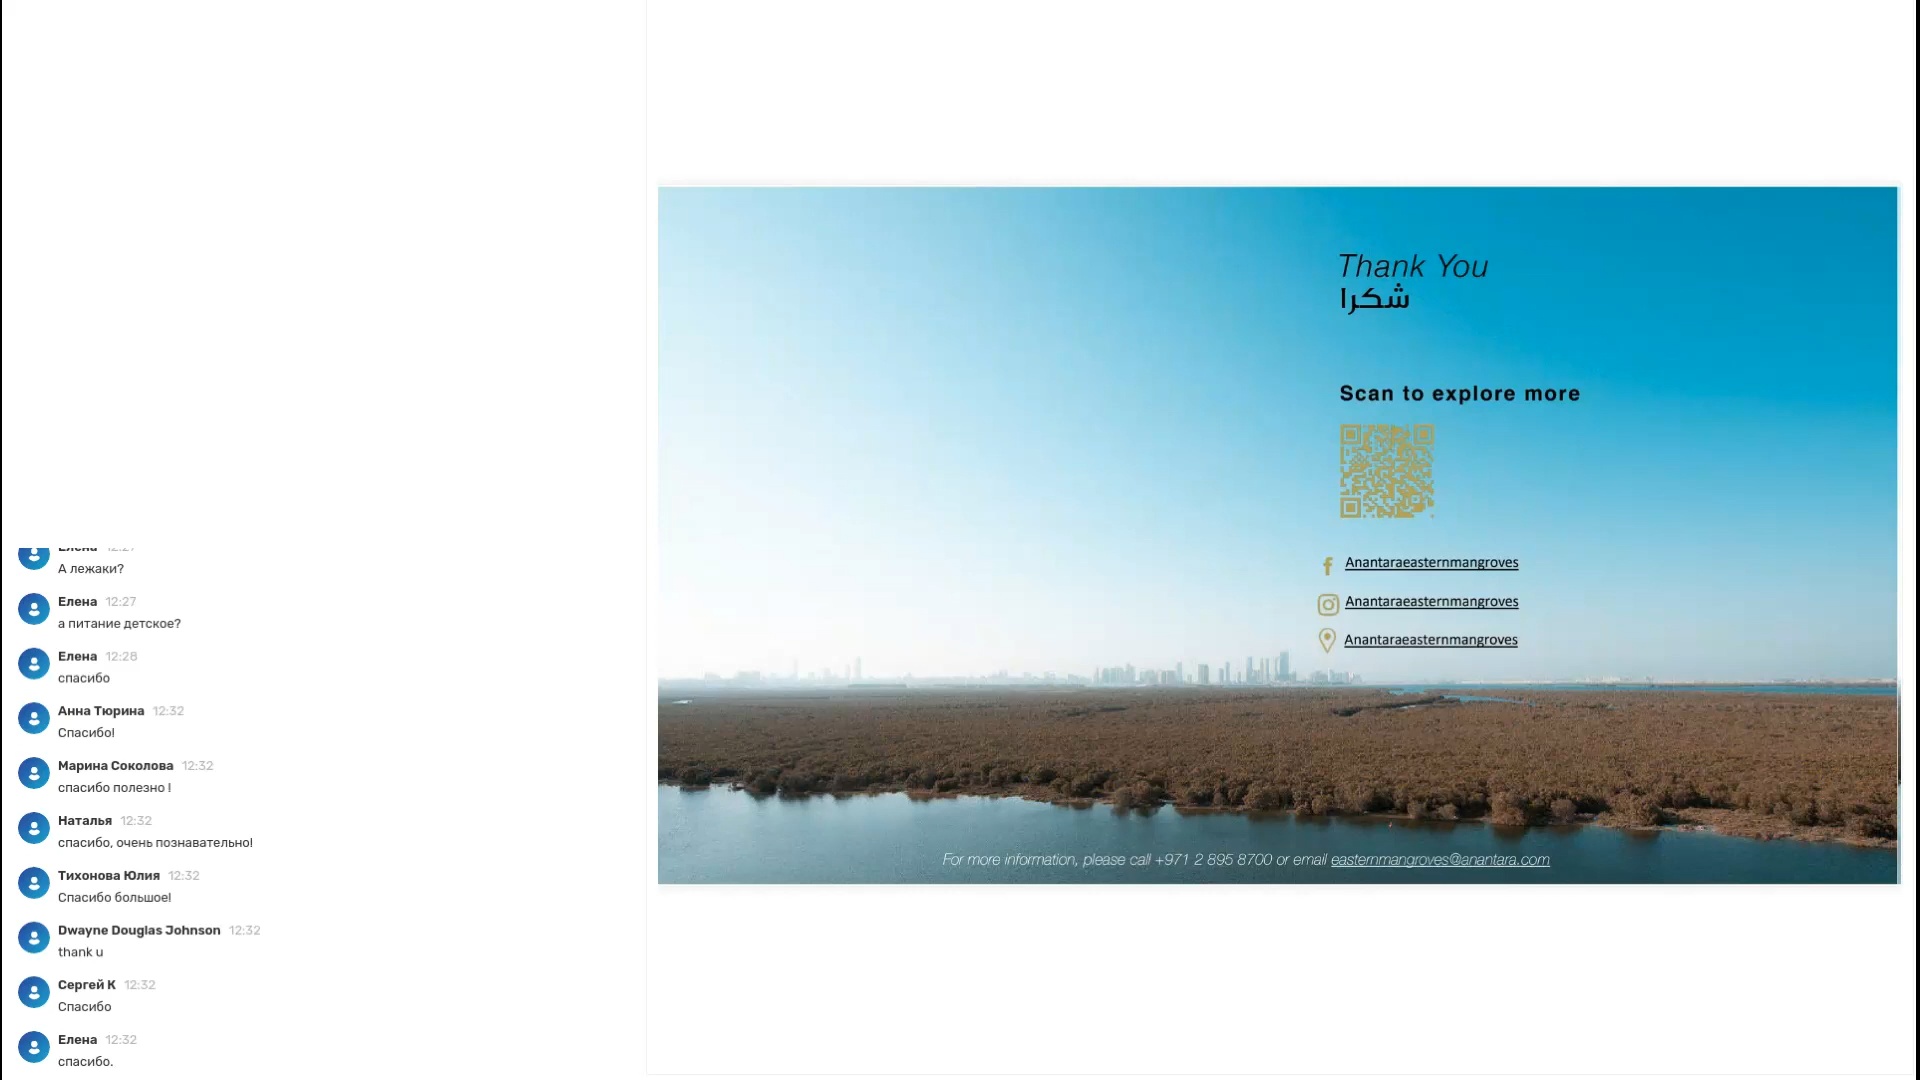 Елена 12:27
А лежаки?
Елена 12:27
а питание детское?
Елена 12:28
спасибо
Анна Тюрина 12:32
Спасибо!
Марина Соколова 12:32
спасибо полезно !
Наталья 12:32
спасибо, очень познавательно!
Тихонова Юлия 12:32
Спасибо большое!
Dwayne Douglas Johnson 12:32
thank u
Сергей К 12:32
Спасибо
Елена 12:32
спасибо.
Thank You
شكرا
Scan to explore more
Anantaraeasternmangroves
Anantaraeasternmangroves
Anantaraeasternmangroves
For more information, please call +971 2 895 8700 or email easternmangroves@anantara.com